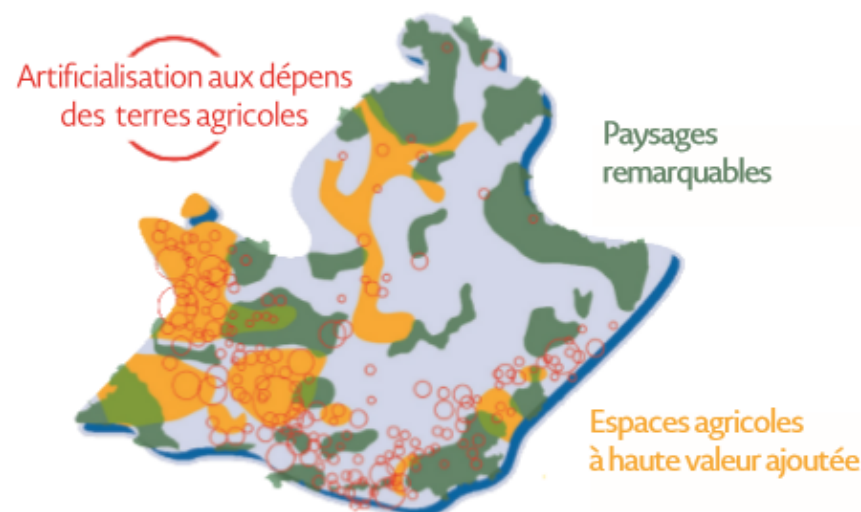 Artificialisation aux dépens
des terres agricoles
Paysages
remarquables
Espaces agricoles
à haute valeur ajoutée